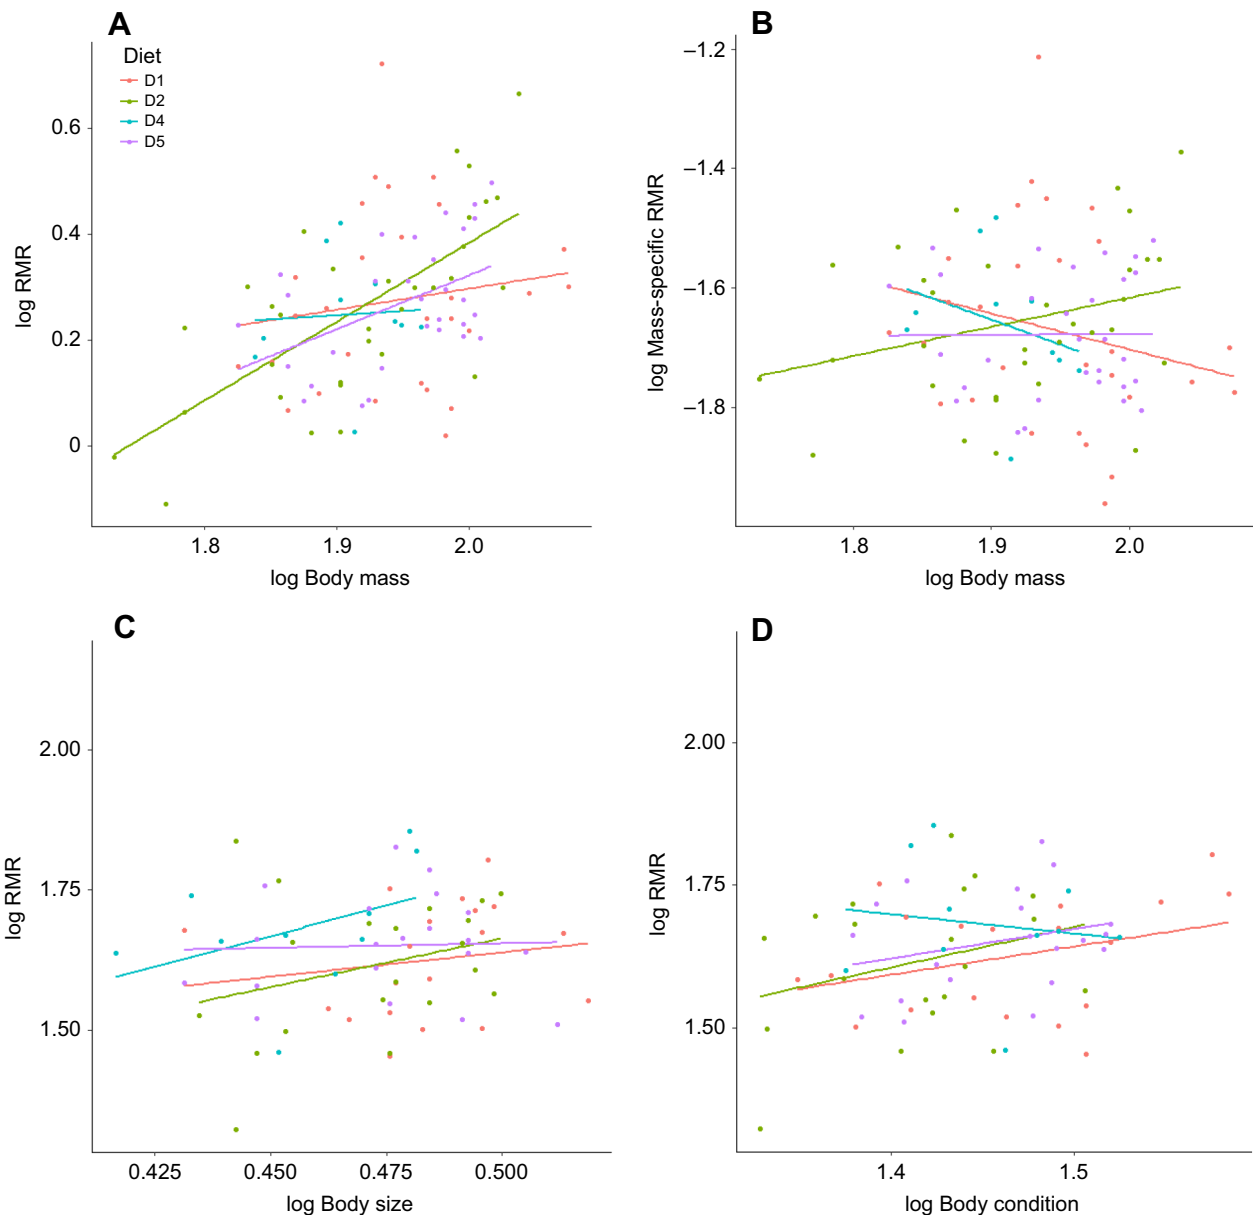 A
Diet
D1
D2
D4
D5
0.6
0.4
0.2
0
log RMR
1.8
1.9
2.0
log Body mass
B
–1.2
–1.4
–1.6
–1.8
log Mass-specific RMR
1.8
1.9
2.0
log Body mass
C
2.00
1.75
1.50
log RMR
0.425
0.450
0.475
0.500
log Body size
D
2.00
1.75
1.50
log RMR
1.4
1.5
log Body condition